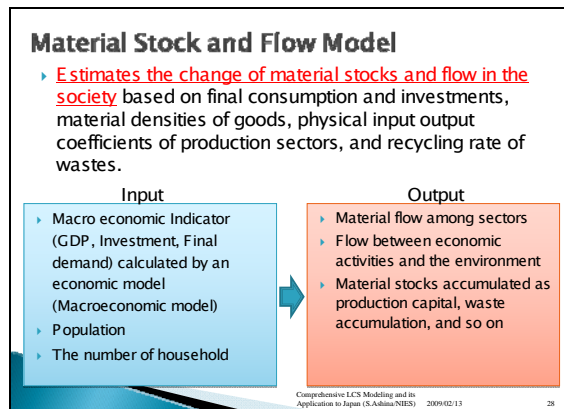 Material Stock and Flow Model
Estimates the change of material stocks and flow in the
society based on final consumption and investments,
material densities of goods, physical input output
coefficients of production sectors, and recycling rate of
wastes.
Input
Macro economic Indicator
(GDP, Investment, Final
demand) calculated by an
economic model
(Macroeconomic model)
Population
The number of household
Output
Material flow among sectors
Flow between economic
activities and the environment
Material stocks accumulated as
production capital, waste
accumulation, and so on
Comprehensive LCS Modeling and its
Application to Japan (S.Ashina/NIES) 2009/02/13 28